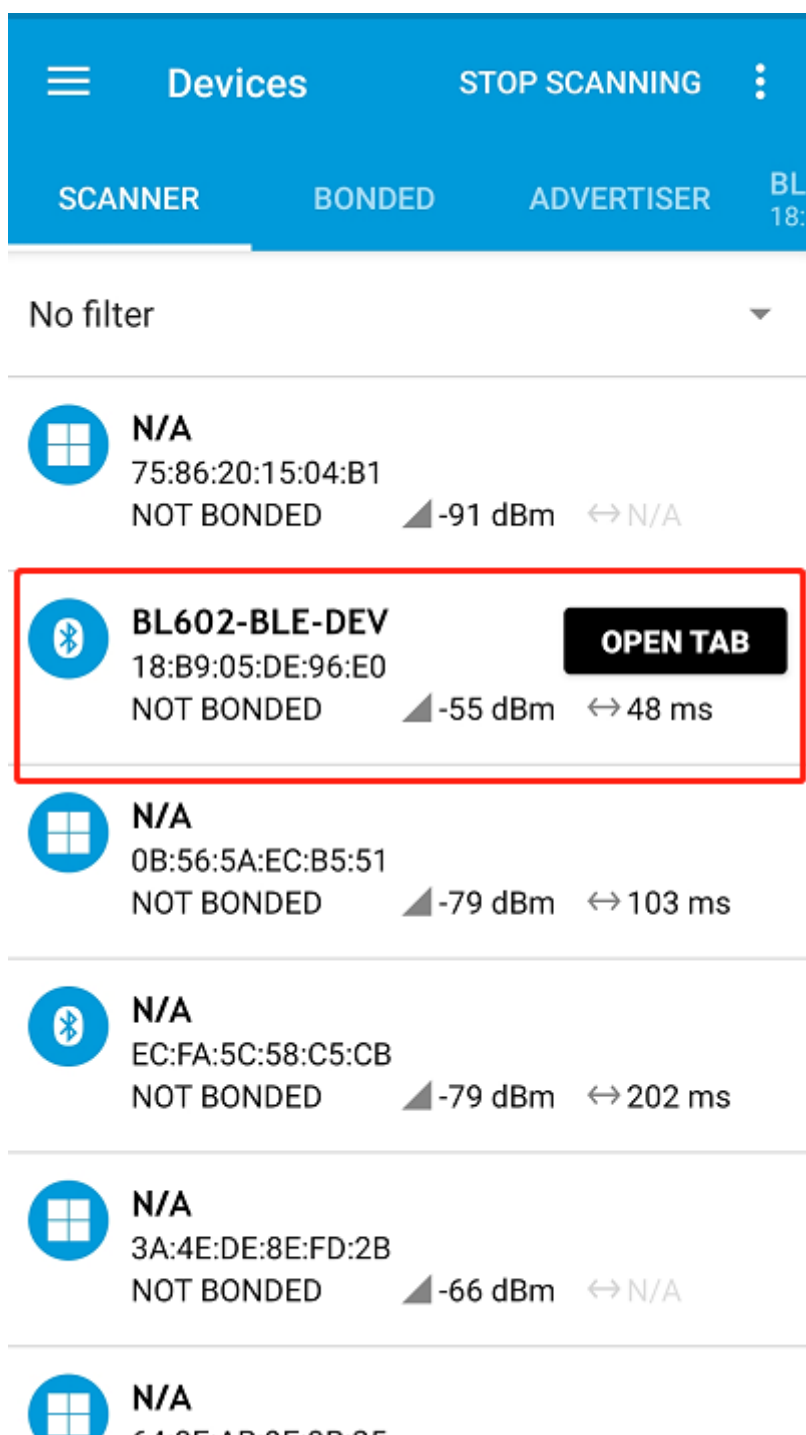 Devices STOP SCANNING
SCANNER BONDED ADVERTISER BL
18:
No filter
N/A
75:86:20:15:04:B1
NOT BONDED -91 dBm N/A
BL602-BLE-DEV
OPEN TAB
18:B9:05:DE:96:E0
NOT BONDED -55 dBm 48 ms
N/A
0B:56:5A:EC:B5:51
NOT BONDED -79 dBm 103 ms
N/A
EC:FA:5C:58:C5:CB
NOT BONDED -79 dBm 202 ms
N/A
3A:4E:DE:8E:FD:2B
NOT BONDED -66 dBm N/A
N/A